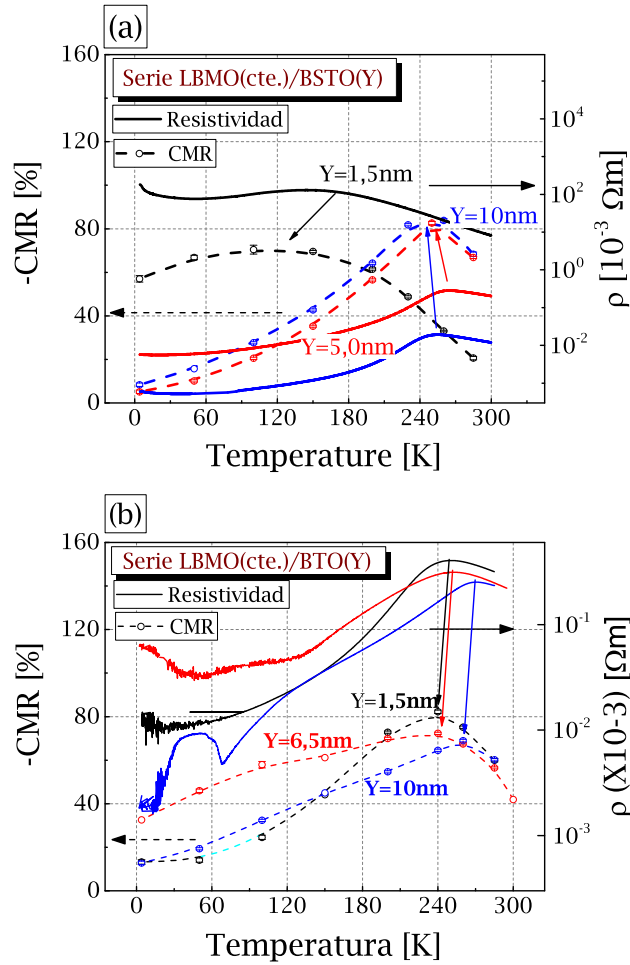 (a)
160
120
80
40
0
-CMR [%]
Serie LBMO(cte.)/BSTO(Y)
Resistividad
CMR
Y=1,5nm
Y=10nm
Y=5,0nm
10^4
10^2
10^0
10^-2
ρ [10^-3 Ωm]
0 60 120 180 240 300
Temperature [K]
(b)
160
120
80
40
0
-CMR [%]
Serie LBMO(cte.)/BTO(Y)
Resistividad
CMR
Y=1,5nm
Y=6,5nm
Y=10nm
10^-1
10^-2
10^-3
ρ (X10-3) [Ωm]
0 60 120 180 240 300
Temperatura [K]